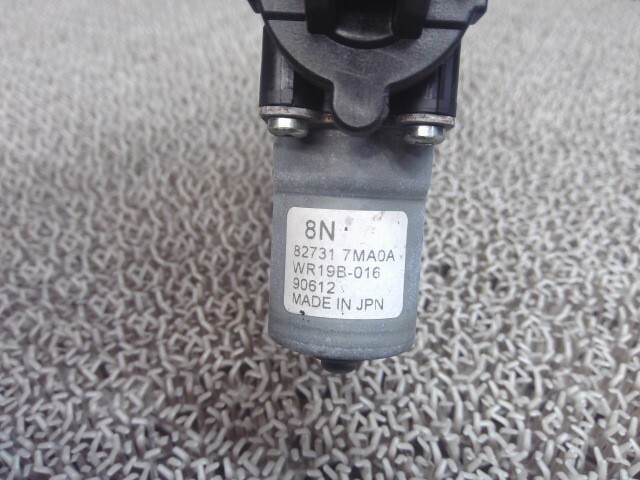 8N
82731 7MA0A
WR19B-016
90612
MADE IN JPN